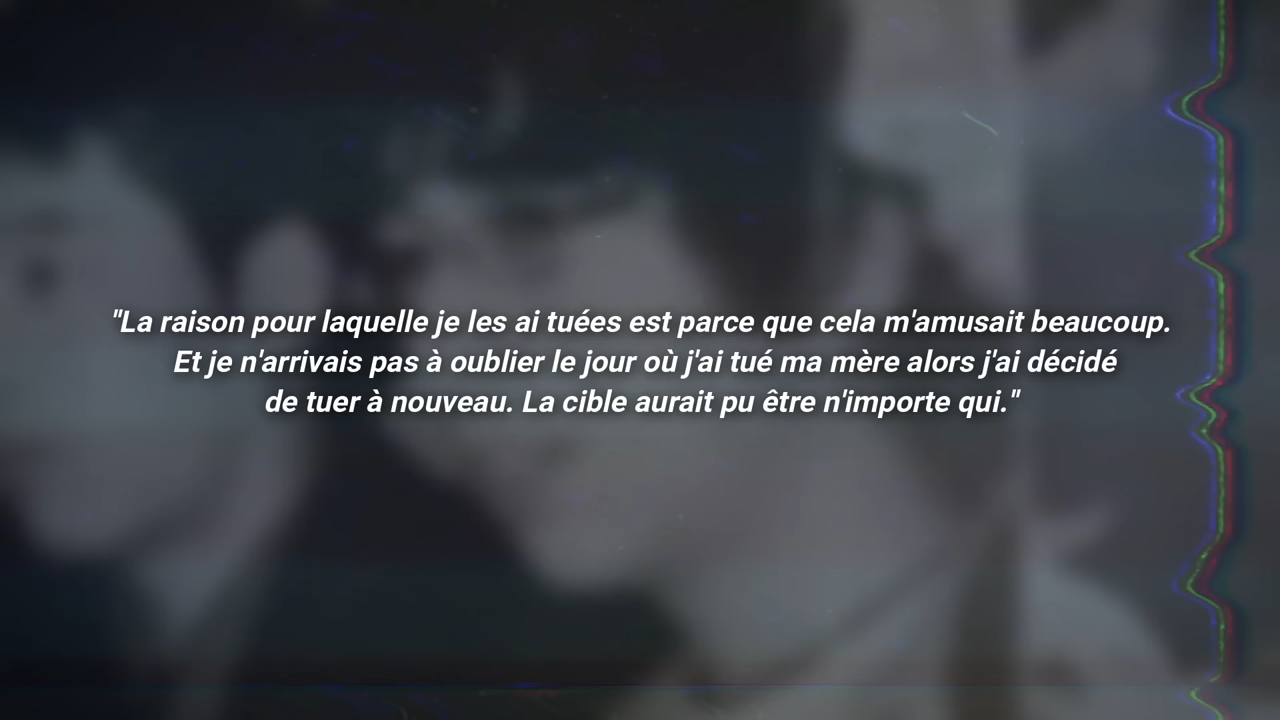 "La raison pour laquelle je les ai tuées est parce que cela m'amusait beaucoup.
Et je n'arrivais pas à oublier le jour où j'ai tué ma mère alors j'ai décidé
de tuer à nouveau. La cible aurait pu être n'importe qui."